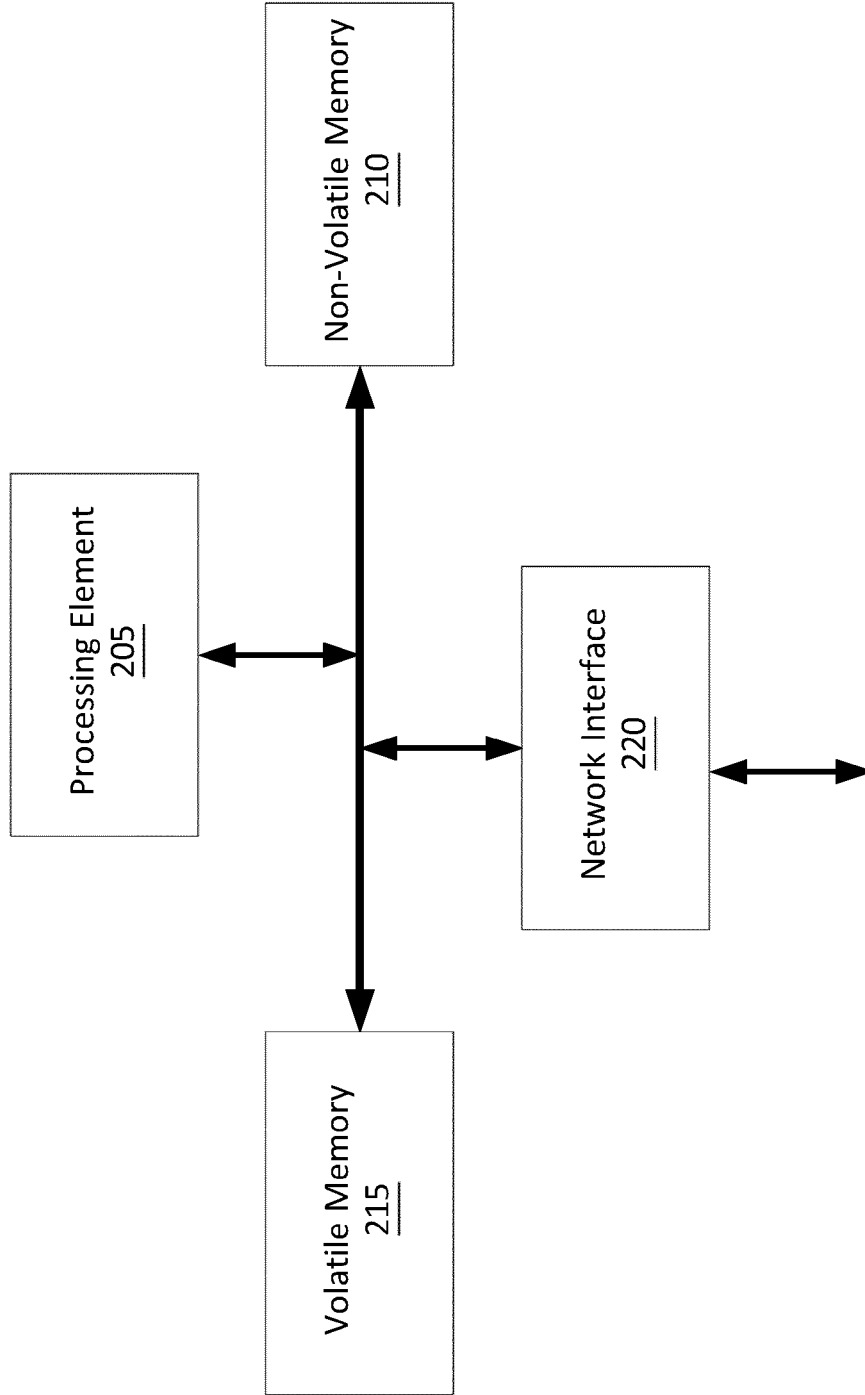 Processing Element
205
Non-Volatile Memory
210
Volatile Memory
215
Network Interface
220